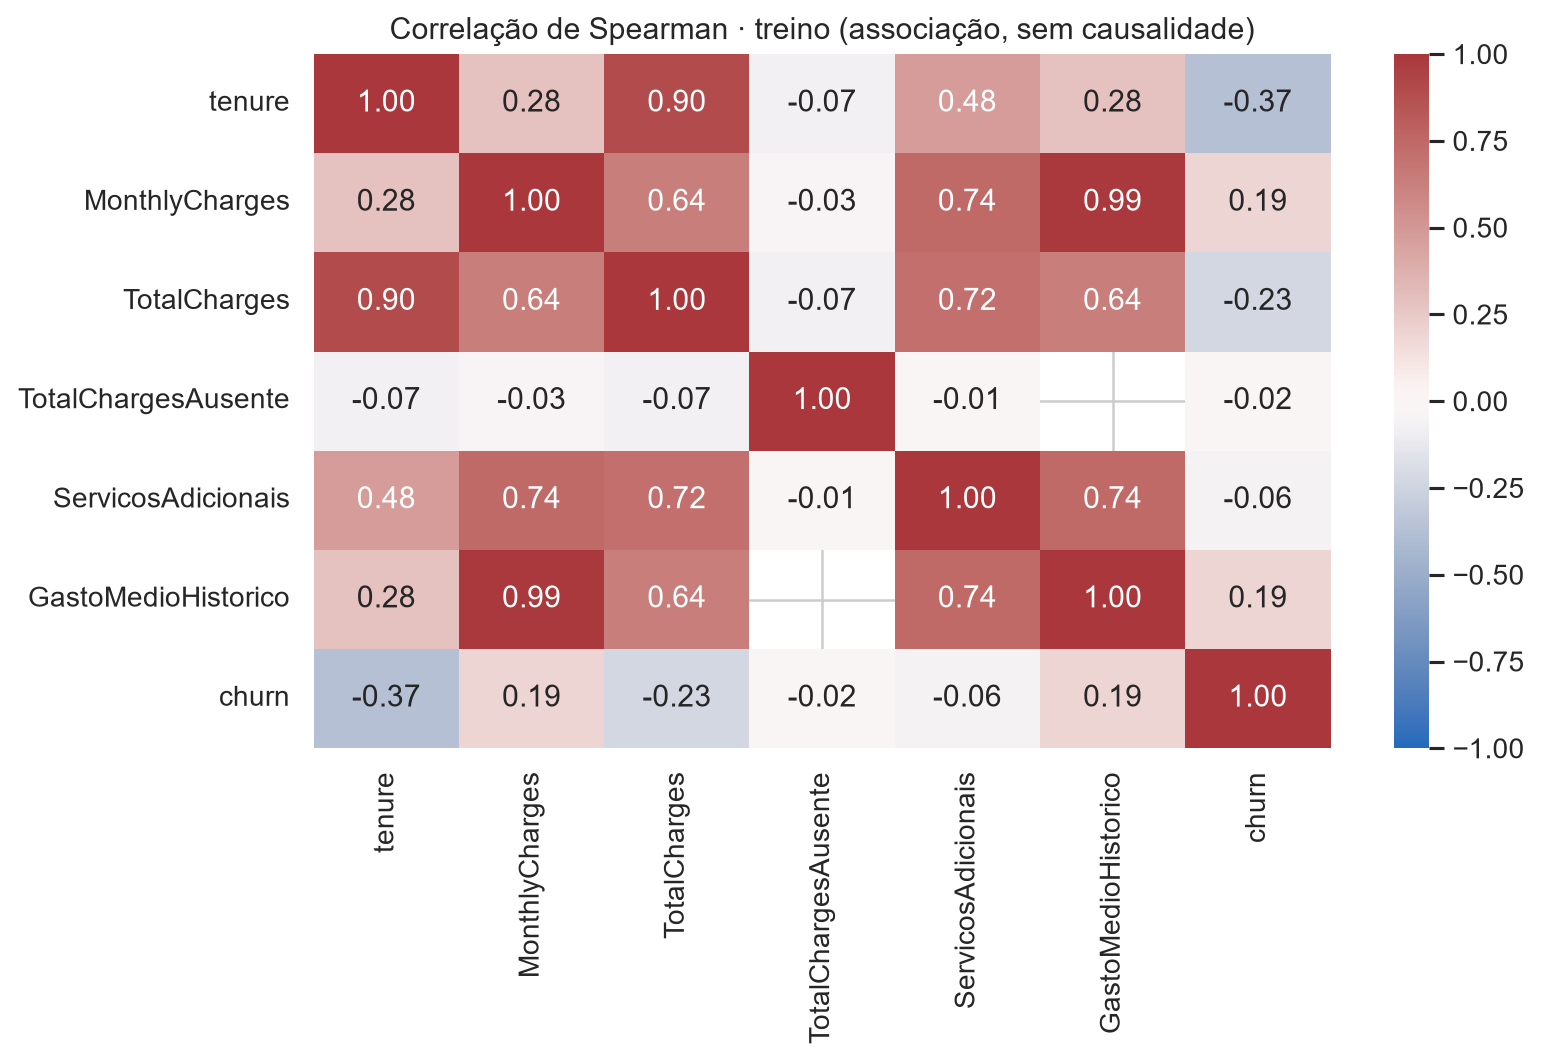 Correlação de Spearman · treino (associação, sem causalidade)
tenure 1.00 0.28 0.90 -0.07 0.48 0.28 -0.37
MonthlyCharges 0.28 1.00 0.64 -0.03 0.74 0.99 0.19
TotalCharges 0.90 0.64 1.00 -0.07 0.72 0.64 -0.23
TotalChargesAusente -0.07 -0.03 -0.07 1.00 -0.01 -0.02
ServicosAdicionais 0.48 0.74 0.72 -0.01 1.00 0.74 -0.06
GastoMedioHistorico 0.28 0.99 0.64 0.74 1.00 0.19
churn -0.37 0.19 -0.23 -0.02 -0.06 0.19 1.00
tenure
MonthlyCharges
TotalCharges
TotalChargesAusente
ServicosAdicionais
GastoMedioHistorico
churn
1.00
0.75
0.50
0.25
0.00
−0.25
−0.50
−0.75
−1.00